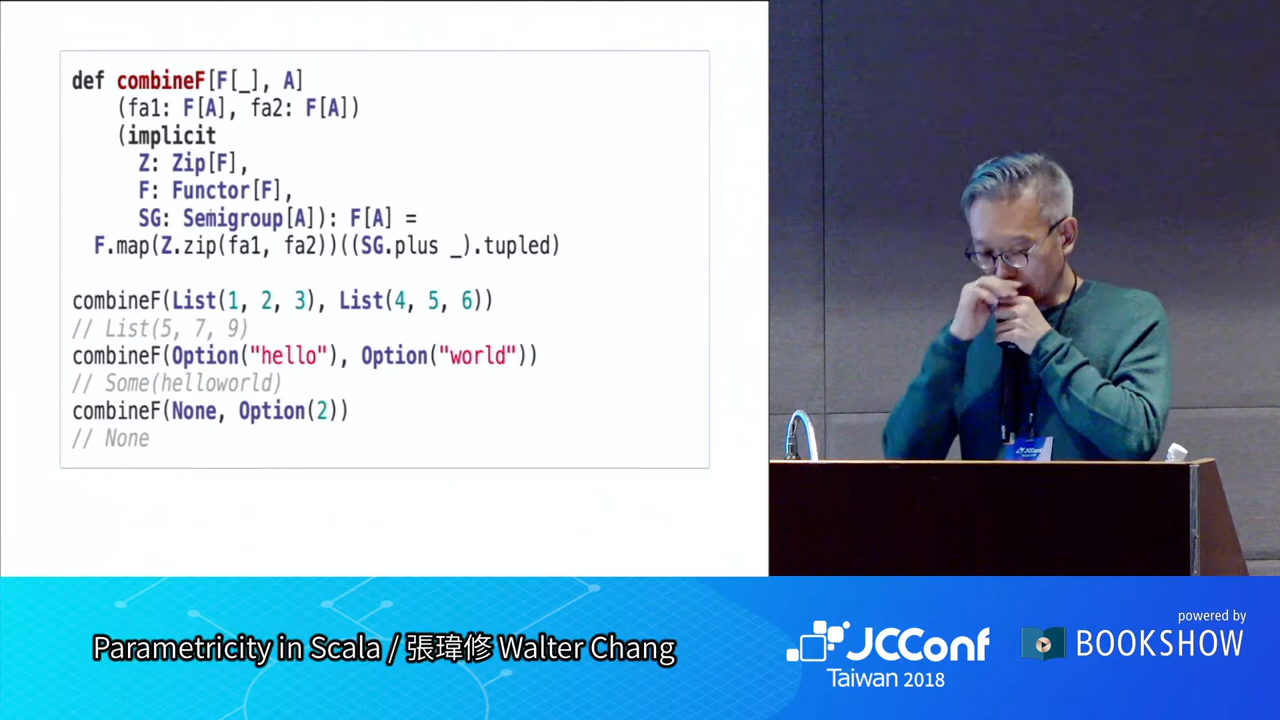 def combineF[F[_], A]
(fa1: F[A], fa2: F[A])
(implicit
Z: Zip[F],
F: Functor[F],
SG: Semigroup[A]): F[A] =
F.map(Z.zip(fa1, fa2))((SG.plus _).tupled)
combineF(List(1, 2, 3), List(4, 5, 6))
// List(5, 7, 9)
combineF(Option("hello"), Option("world"))
// Some(helloworld)
combineF(None, Option(2))
// None
JCConf
Parametricity in Scala / 張瑋修 Walter Chang
JCConf
Taiwan 2018
powered by
BOOKSHOW